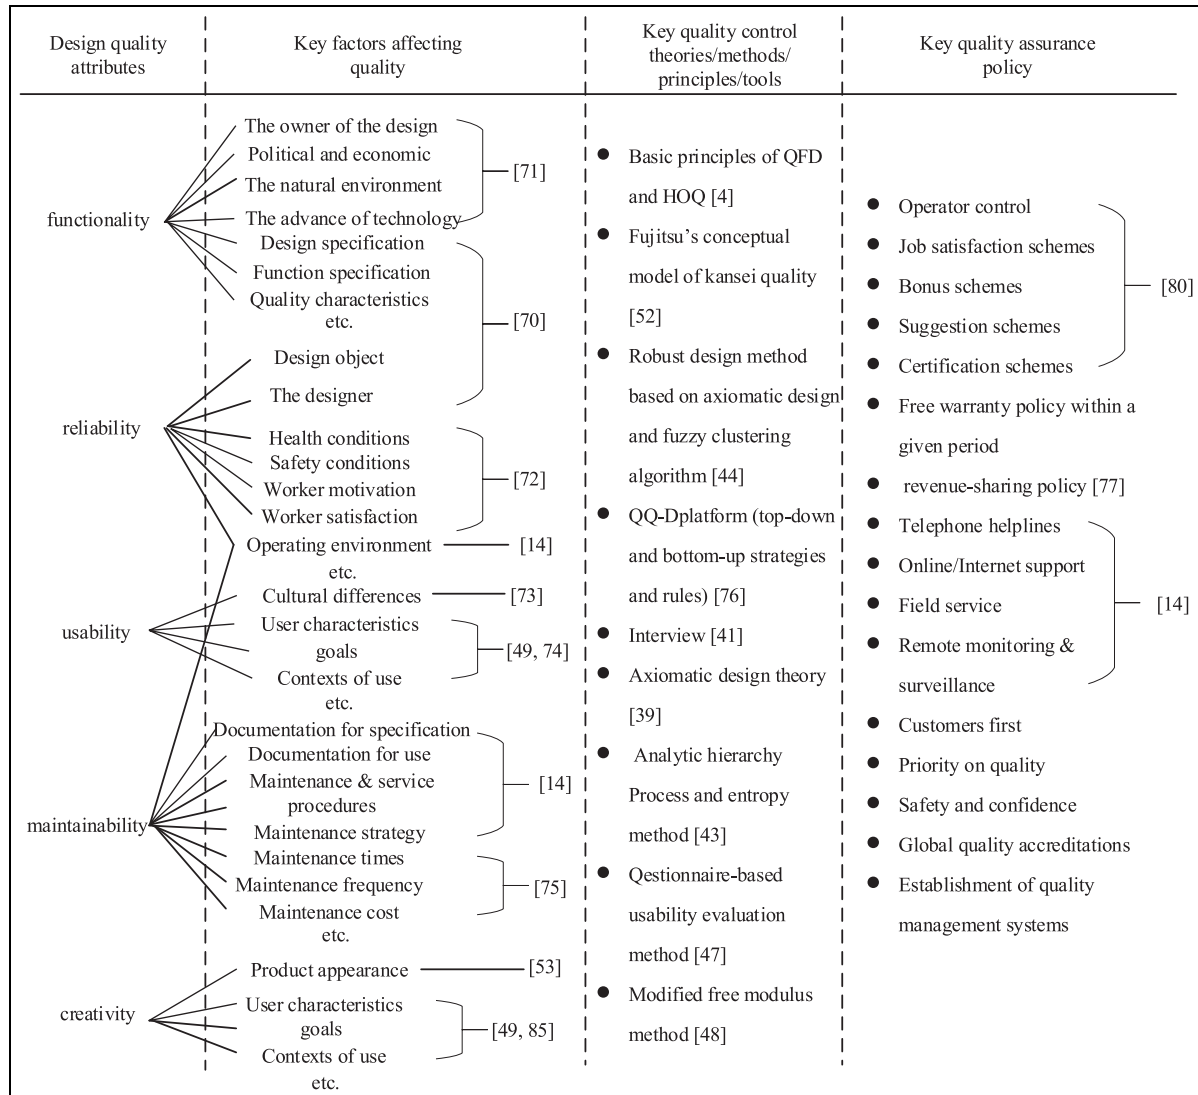 Design quality
attributes
Key factors affecting
quality
Key quality control
theories/methods/
principles/tools
Key quality assurance
policy
functionality
The owner of the design
Political and economic
The natural environment
The advance of technology
[71]
Design specification
Function specification
Quality characteristics
etc.
Design object
The designer
[70]
reliability
Health conditions
Safety conditions
Worker motivation
Worker satisfaction
[72]
Operating environment
[14]
etc.
usability
Cultural differences
[73]
User characteristics
goals
Contexts of use
[49, 74]
etc.
maintainability
Documentation for specification
Documentation for use
Maintenance & service
procedures
Maintenance strategy
[14]
Maintenance times
Maintenance frequency
Maintenance cost
[75]
etc.
creativity
Product appearance
[53]
User characteristics
goals
Contexts of use
[49, 85]
etc.
● Basic principles of QFD
and HOQ [4]
● Fujitsu's conceptual
model of kansei quality
[52]
● Robust design method
based on axiomatic design
and fuzzy clustering
algorithm [44]
● QQ-Dplatform (top-down
and bottom-up strategies
and rules) [76]
● Interview [41]
● Axiomatic design theory
[39]
● Analytic hierarchy
Process and entropy
method [43]
● Qestionnaire-based
usability evaluation
method [47]
● Modified free modulus
method [48]
● Operator control
● Job satisfaction schemes
● Bonus schemes
● Suggestion schemes
● Certification schemes
[80]
● Free warranty policy within a
given period
● revenue-sharing policy [77]
● Telephone helplines
● Online/Internet support
● Field service
● Remote monitoring &
surveillance
[14]
● Customers first
● Priority on quality
● Safety and confidence
● Global quality accreditations
● Establishment of quality
management systems